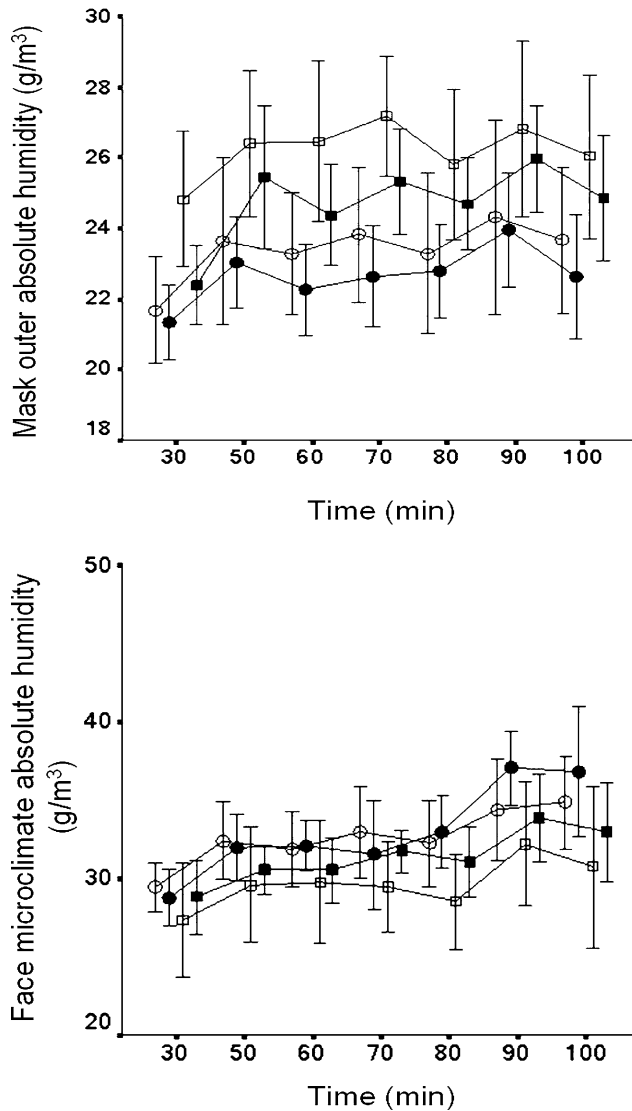 Mask outer absolute humidity (g/m³)
30
28
26
24
22
20
18
30 50 60 70 80 90 100
Time (min)
Face microclimate absolute humidity
(g/m³)
50
40
30
20
30 50 60 70 80 90 100
Time (min)